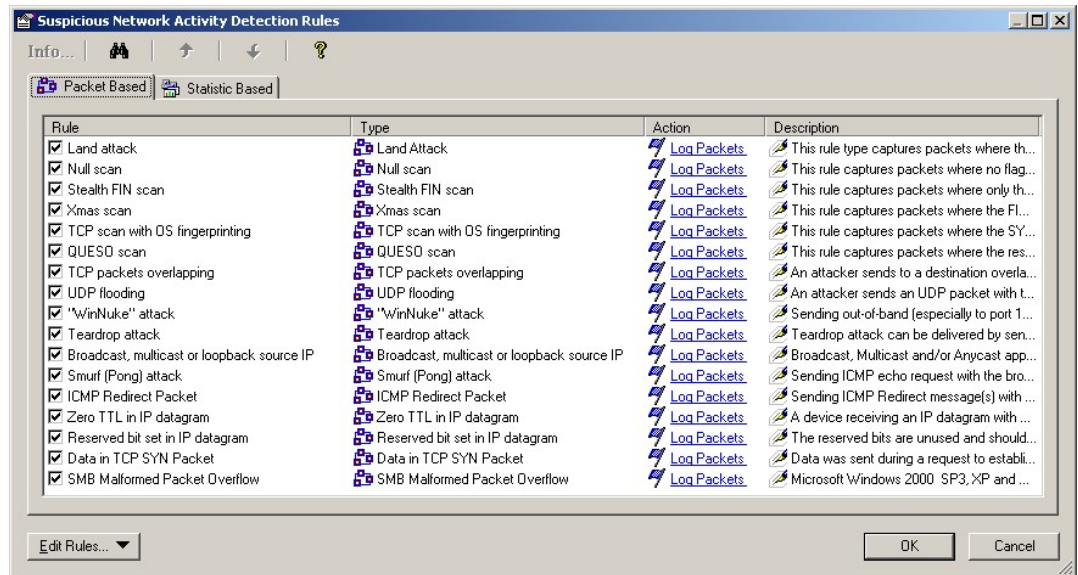 Suspicious Network Activity Detection Rules
Info...
Packet Based Statistic Based
Rule Type Action Description
Land attack Land Attack Log Packets This rule type captures packets where th...
Null scan Null scan Log Packets This rule captures packets where no flag...
Stealth FIN scan Stealth FIN scan Log Packets This rule captures packets where only th...
Xmas scan Xmas scan Log Packets This rule captures packets where the FI...
TCP scan with OS fingerprinting TCP scan with OS fingerprinting Log Packets This rule captures packets where the SY...
QUESO scan QUESO scan Log Packets This rule captures packets where the res...
TCP packets overlapping TCP packets overlapping Log Packets An attacker sends to a destination overla...
UDP flooding UDP flooding Log Packets An attacker sends an UDP packet with t...
"WinNuke" attack "WinNuke" attack Log Packets Sending out-of-band (especially to port 1...
Teardrop attack Teardrop attack Log Packets Teardrop attack can be delivered by sen...
Broadcast, multicast or loopback source IP Broadcast, multicast or loopback source IP Log Packets Broadcast, Multicast and/or Anycast app...
Smurf (Pong) attack Smurf (Pong) attack Log Packets Sending ICMP echo request with the bro...
ICMP Redirect Packet ICMP Redirect Packet Log Packets Sending ICMP Redirect message(s) with ...
Zero TTL in IP datagram Zero TTL in IP datagram Log Packets A device receiving an IP datagram with ...
Reserved bit set in IP datagram Reserved bit set in IP datagram Log Packets The reserved bits are unused and should...
Data in TCP SYN Packet Data in TCP SYN Packet Log Packets Data was sent during a request to establi...
SMB Malformed Packet Overflow SMB Malformed Packet Overflow Log Packets Microsoft Windows 2000 SP3, XP and ...
Edit Rules... OK Cancel